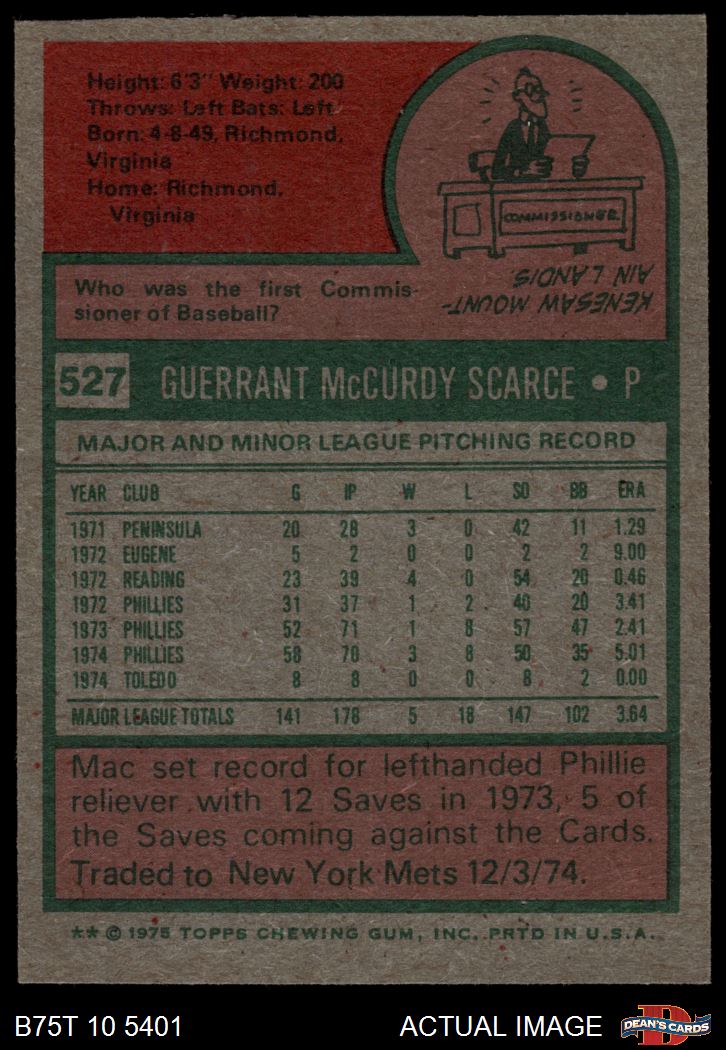 Height: 6'3" Weight: 200
Throws: Left Bats: Left
Born: 4-8-49, Richmond,
Virginia
Home: Richmond,
Virginia
COMMISSIONER
KENESAW MOUNT-
AIN LANDIS.
Who was the first Commis-
sioner of Baseball?
527 GUERRANT McCURDY SCARCE • P
MAJOR AND MINOR LEAGUE PITCHING RECORD
YEAR CLUB G IP W L SO BB ERA
1971 PENINSULA 20 28 3 0 42 11 1.29
1972 EUGENE 5 2 0 0 2 2 9.00
1972 READING 23 39 4 0 54 20 0.46
1972 PHILLIES 31 37 1 2 40 20 3.41
1973 PHILLIES 52 71 1 8 57 47 2.41
1974 PHILLIES 58 70 3 8 50 35 5.01
1974 TOLEDO 8 8 0 0 8 2 0.00
MAJOR LEAGUE TOTALS 141 178 5 18 147 102 3.64
Mac set record for lefthanded Phillie
reliever with 12 Saves in 1973, 5 of
the Saves coming against the Cards.
Traded to New York Mets 12/3/74.
** © 1975 TOPPS CHEWING GUM, INC. PRTD IN U.S.A.
B75T 10 5401 ACTUAL IMAGE DEAN'S CARDS